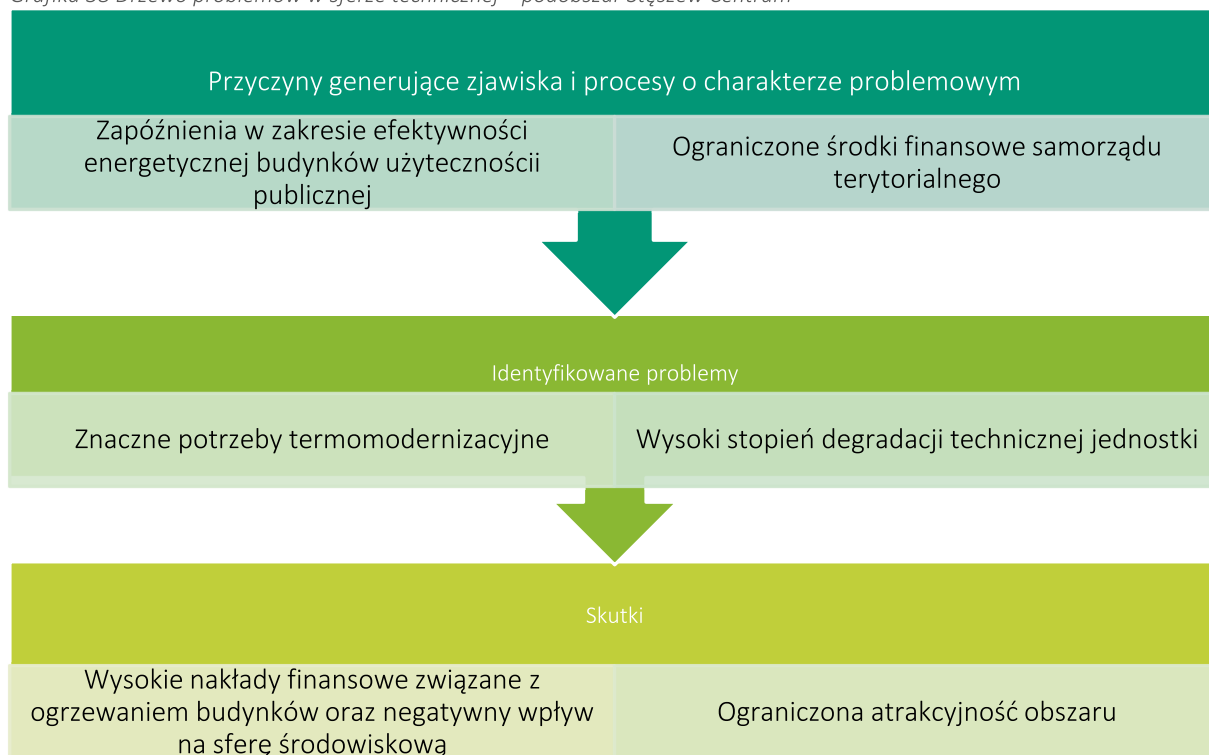 Przyczyny generujące zjawiska i procesy o charakterze problemowym
Zapóźnienia w zakresie efektywności
energetycznej budynków użytecznościi
publicznej
Ograniczone środki finansowe samorządu
terytorialnego
Identyfikowane problemy
Znaczne potrzeby termomodernizacyjne
Wysoki stopień degradacji technicznej jednostki
Skutki
Wysokie nakłady finansowe związane z
ogrzewaniem budynków oraz negatywny wpływ
na sferę środowiskową
Ograniczona atrakcyjność obszaru